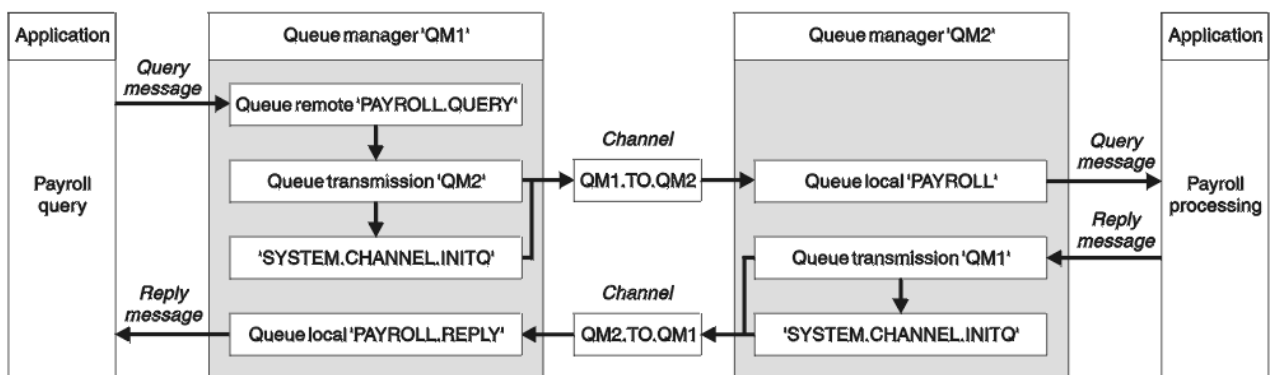 Application
Queue manager 'QM1'
Queue manager 'QM2'
Application
Query
message
Queue remote 'PAYROLL.QUERY'
Channel
Query
message
Payroll
query
Queue transmission 'QM2'
QM1.TO.QM2
Queue local 'PAYROLL'
Payroll
processing
'SYSTEM.CHANNEL.INITQ'
Queue transmission 'QM1'
Reply
message
Reply
message
Channel
Queue local 'PAYROLL.REPLY'
QM2.TO.QM1
'SYSTEM.CHANNEL.INITQ'